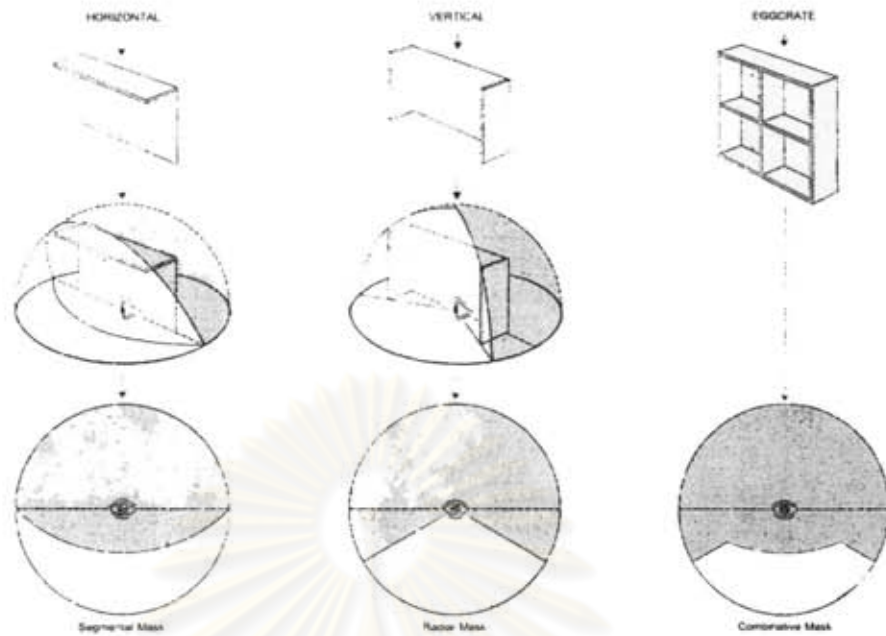 HORIZONTAL
VERTICAL
EGGCRATE
Segmental Mask
Radial Mask
Combinative Mask